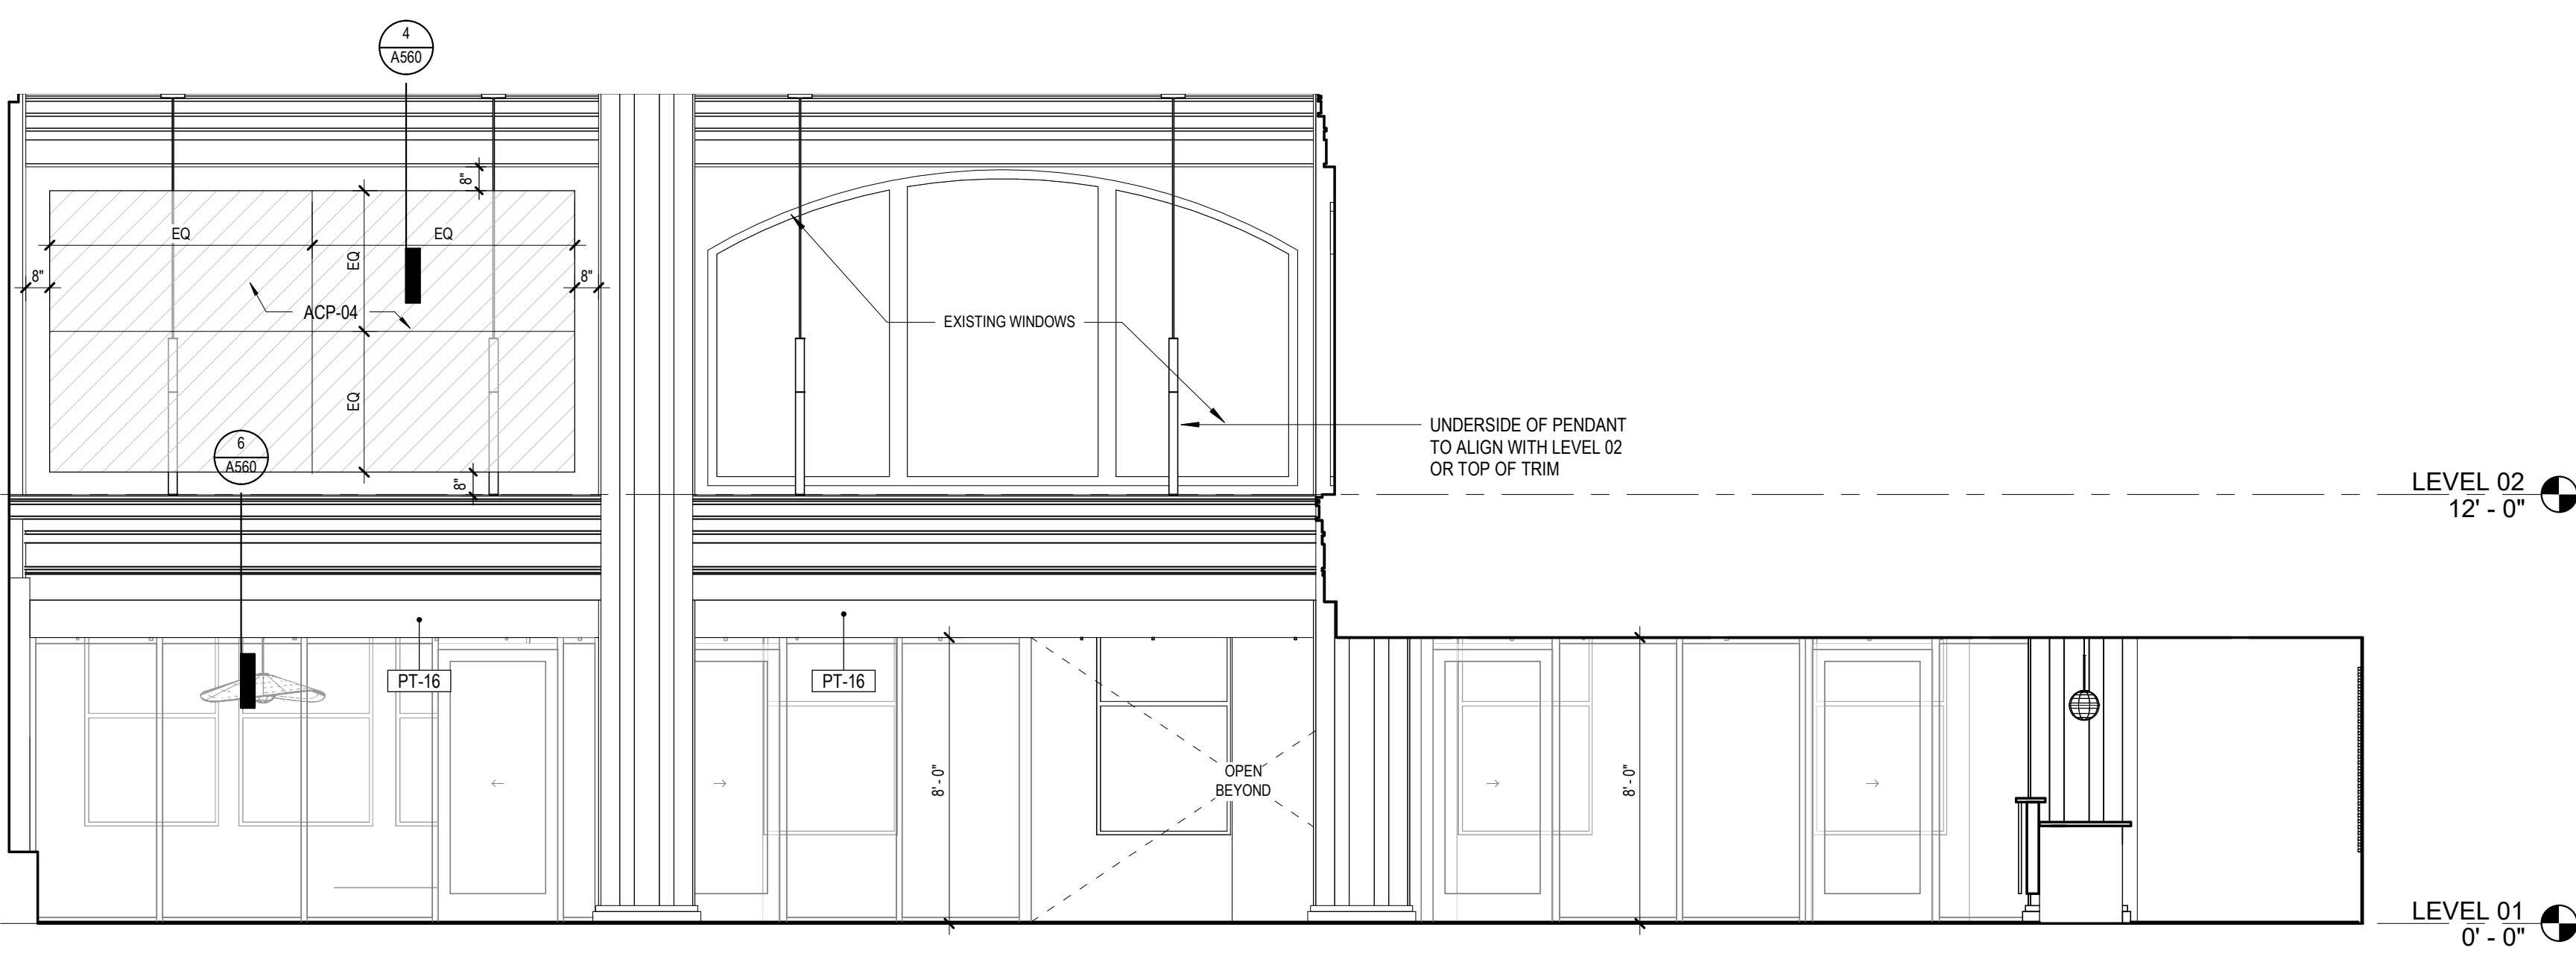 4
A560
8"
EQ
EQ
EQ
8"
8"
ACP-04
EXISTING WINDOWS
EQ
UNDERSIDE OF PENDANT
TO ALIGN WITH LEVEL 02
OR TOP OF TRIM
6
A560
8"
LEVEL 02
12' - 0"
PT-16
PT-16
8' - 0"
OPEN
BEYOND
8' - 0"
LEVEL 01
0' - 0"